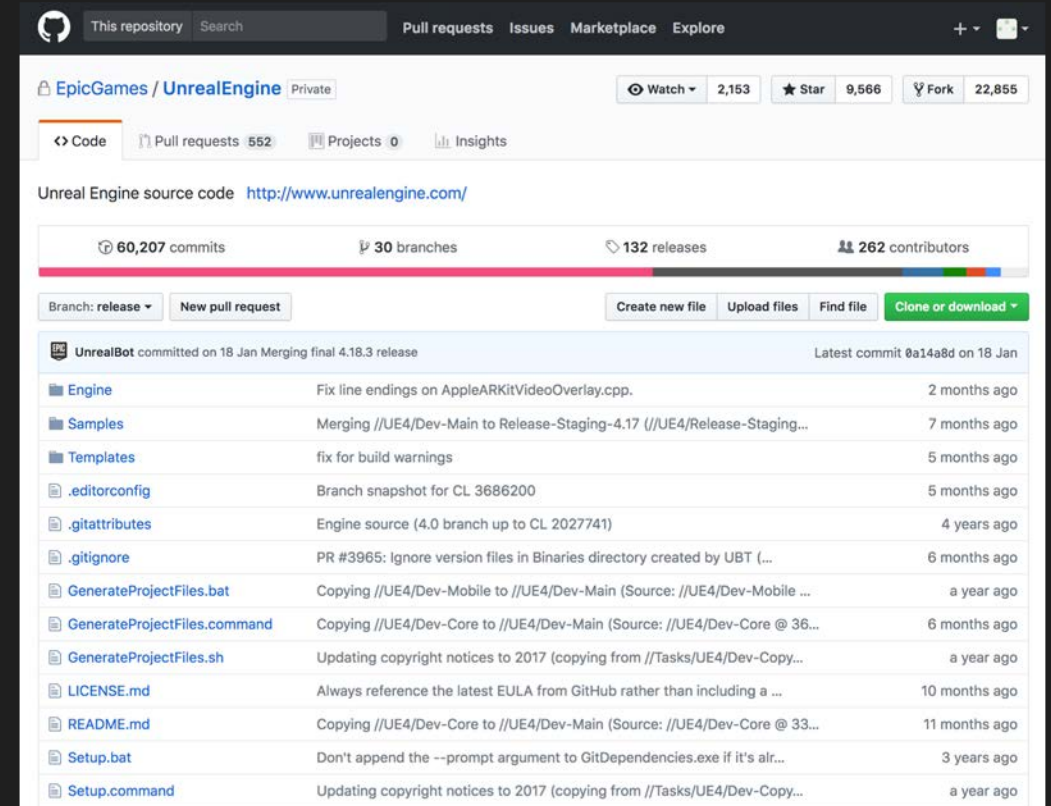 This repository Search Pull requests Issues Marketplace Explore
EpicGames / UnrealEngine Private Watch 2,153 Star 9,566 Fork 22,855
<> Code Pull requests 552 Projects 0 Insights
Unreal Engine source code http://www.unrealengine.com/
60,207 commits 30 branches 132 releases 262 contributors
Branch: release New pull request Create new file Upload files Find file Clone or download
UnrealBot committed on 18 Jan Merging final 4.18.3 release Latest commit 0a14a8d on 18 Jan
Engine Fix line endings on AppleARKitVideoOverlay.cpp. 2 months ago
Samples Merging //UE4/Dev-Main to Release-Staging-4.17 (//UE4/Release-Staging... 7 months ago
Templates fix for build warnings 5 months ago
.editorconfig Branch snapshot for CL 3686200 5 months ago
.gitattributes Engine source (4.0 branch up to CL 2027741) 4 years ago
.gitignore PR #3965: Ignore version files in Binaries directory created by UBT (... 6 months ago
GenerateProjectFiles.bat Copying //UE4/Dev-Mobile to //UE4/Dev-Main (Source: //UE4/Dev-Mobile ... a year ago
GenerateProjectFiles.command Copying //UE4/Dev-Core to //UE4/Dev-Main (Source: //UE4/Dev-Core @ 36... 6 months ago
GenerateProjectFiles.sh Updating copyright notices to 2017 (copying from //Tasks/UE4/Dev-Copy... a year ago
LICENSE.md Always reference the latest EULA from GitHub rather than including a ... 10 months ago
README.md Copying //UE4/Dev-Core to //UE4/Dev-Main (Source: //UE4/Dev-Core @ 33... 11 months ago
Setup.bat Don't append the --prompt argument to GitDependencies.exe if it's alr... 3 years ago
Setup.command Updating copyright notices to 2017 (copying from //Tasks/UE4/Dev-Copy... a year ago